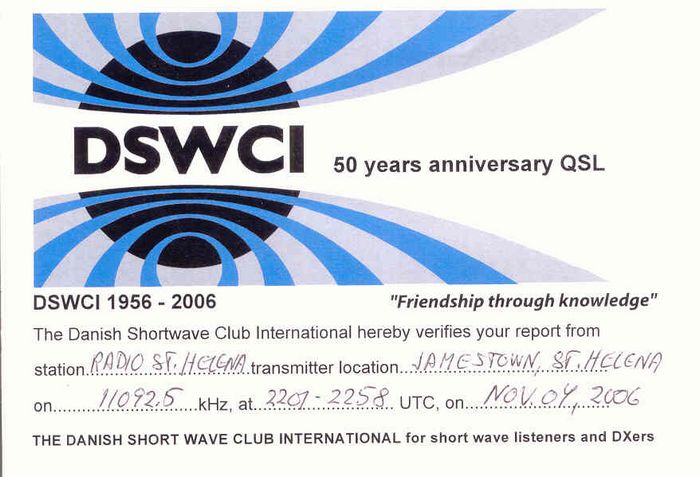 DSWCI
50 years anniversary QSL
DSWCI 1956 - 2006
"Friendship through knowledge"
The Danish Shortwave Club International hereby verifies your report from
station RADIO ST. HELENA transmitter location JAMESTOWN, ST. HELENA
on 11092.5 kHz, at 2201-2258 UTC, on NOV. 04, 2006
THE DANISH SHORT WAVE CLUB INTERNATIONAL for short wave listeners and DXers